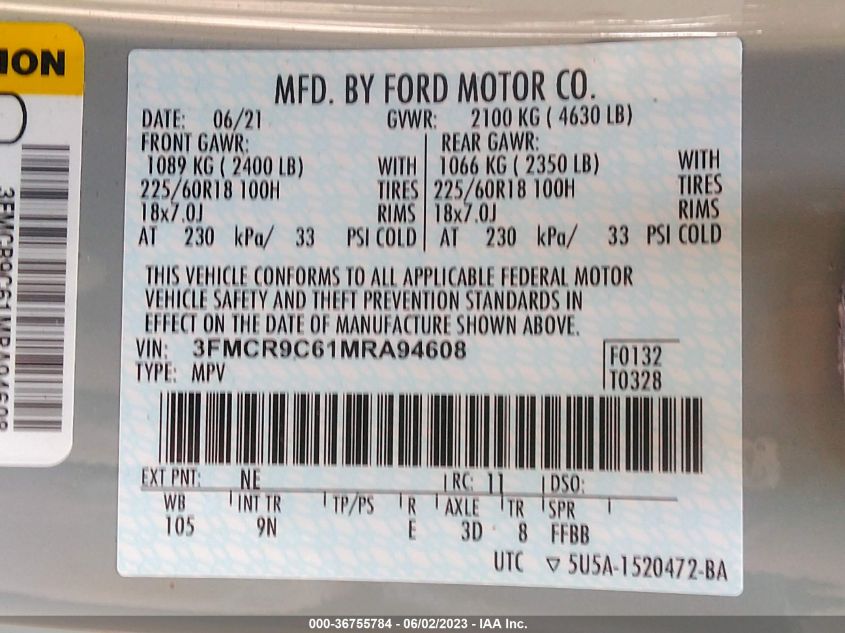 MFD. BY FORD MOTOR CO.
DATE: 06/21 GVWR: 2100 KG ( 4630 LB)
FRONT GAWR: REAR GAWR:
1089 KG ( 2400 LB) WITH 1066 KG ( 2350 LB) WITH
225/60R18 100H TIRES 225/60R18 100H TIRES
18x7.0J RIMS 18x7.0J RIMS
AT 230 kPa/ 33 PSI COLD AT 230 kPa/ 33 PSI COLD
THIS VEHICLE CONFORMS TO ALL APPLICABLE FEDERAL MOTOR
VEHICLE SAFETY AND THEFT PREVENTION STANDARDS IN
EFFECT ON THE DATE OF MANUFACTURE SHOWN ABOVE.
VIN: 3FMCR9C61MRA94608 F0132
TYPE: MPV T0328
EXT PNT: NE RC: 11 DSO:
WB INT TR TP/PS R AXLE TR SPR
105 9N E 3D 8 FFBB
UTC ▽ 5U5A-1520472-BA
3FMCR9C61MRA94608
000-36755784 - 06/02/2023 - IAA Inc.